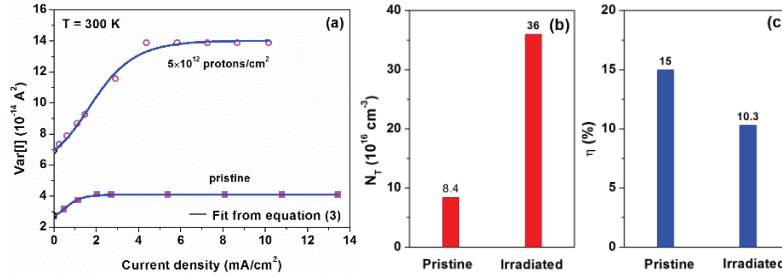 (a)
T = 300 K
5×10¹² protons/cm²
pristine
Fit from equation (3)
Var[I] (10⁻¹⁴ A²)
16
14
12
10
8
6
4
2
0 2 4 6 8 10 12 14
Current density (mA/cm²)
(b)
N_T (10¹⁶ cm⁻³)
40
30
20
10
0
8.4
36
Pristine Irradiated
(c)
η (%)
20
15
10
5
0
15
10.3
Pristine Irradiated